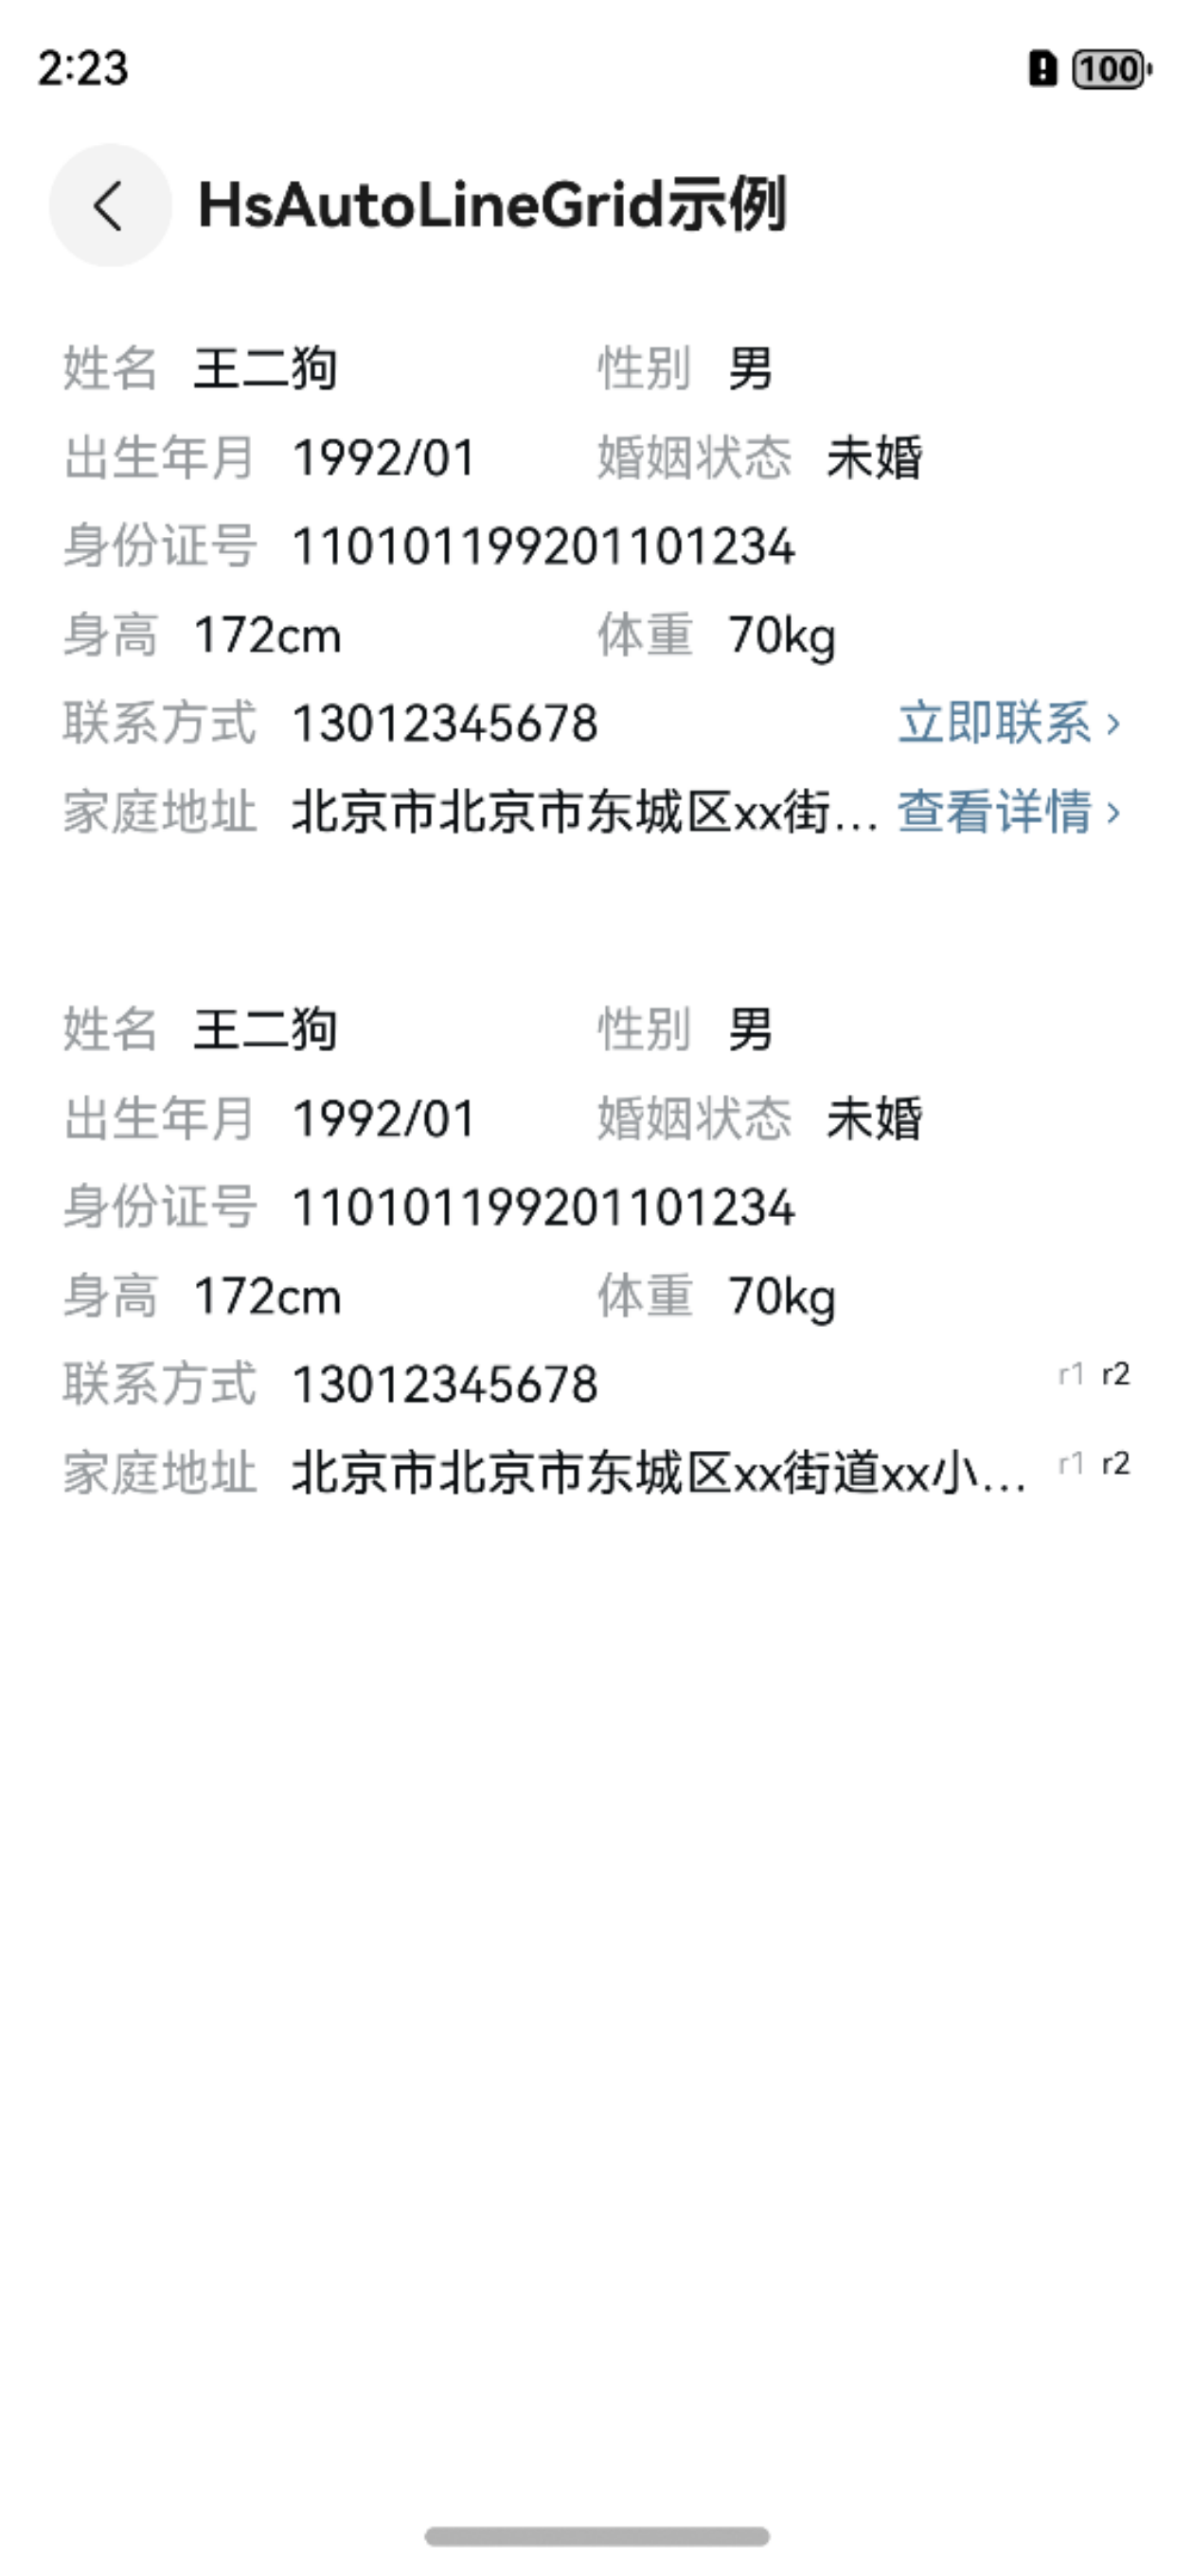 2:23 100
HsAutoLineGrid示例
姓名 王二狗 性别 男
出生年月 1992/01 婚姻状态 未婚
身份证号 110101199201101234
身高 172cm 体重 70kg
联系方式 13012345678 立即联系 ›
家庭地址 北京市北京市东城区xx街... 查看详情 ›
姓名 王二狗 性别 男
出生年月 1992/01 婚姻状态 未婚
身份证号 110101199201101234
身高 172cm 体重 70kg
联系方式 13012345678 r1 r2
家庭地址 北京市北京市东城区xx街道xx小... r1 r2